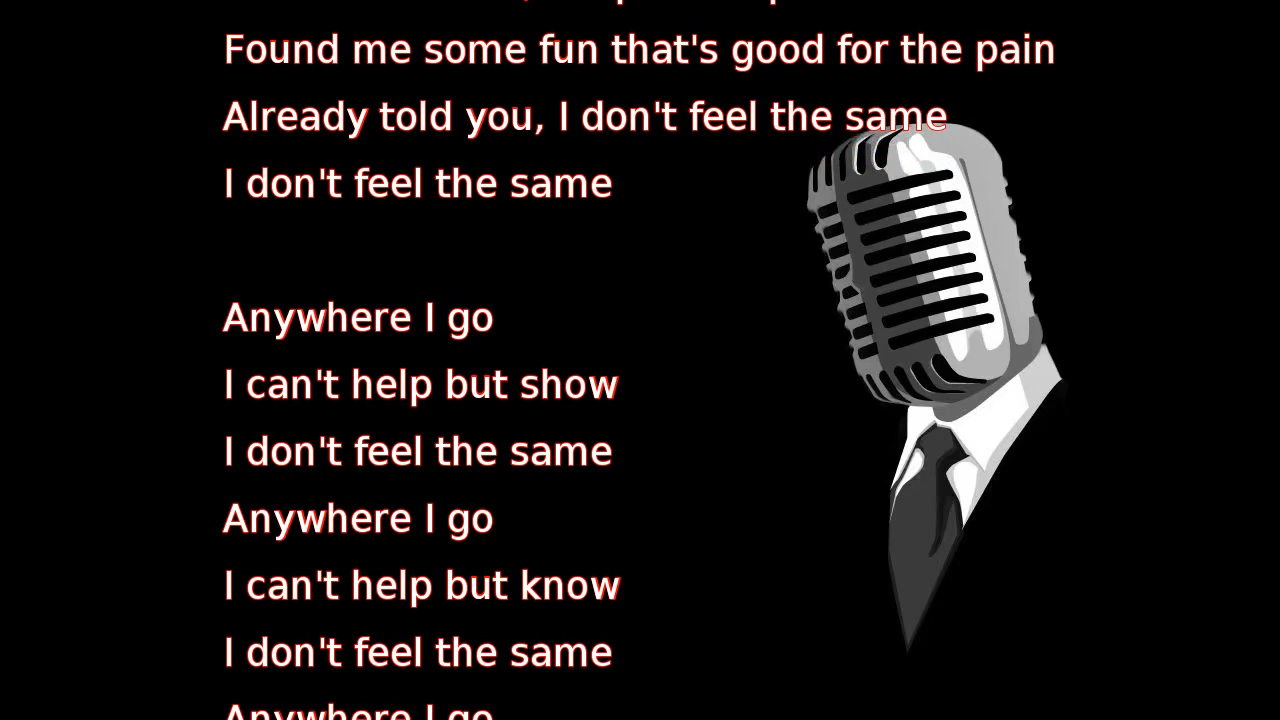 Found me some fun that's good for the pain
Already told you, I don't feel the same
I don't feel the same
Anywhere I go
I can't help but show
I don't feel the same
Anywhere I go
I can't help but know
I don't feel the same
Anywhere I go